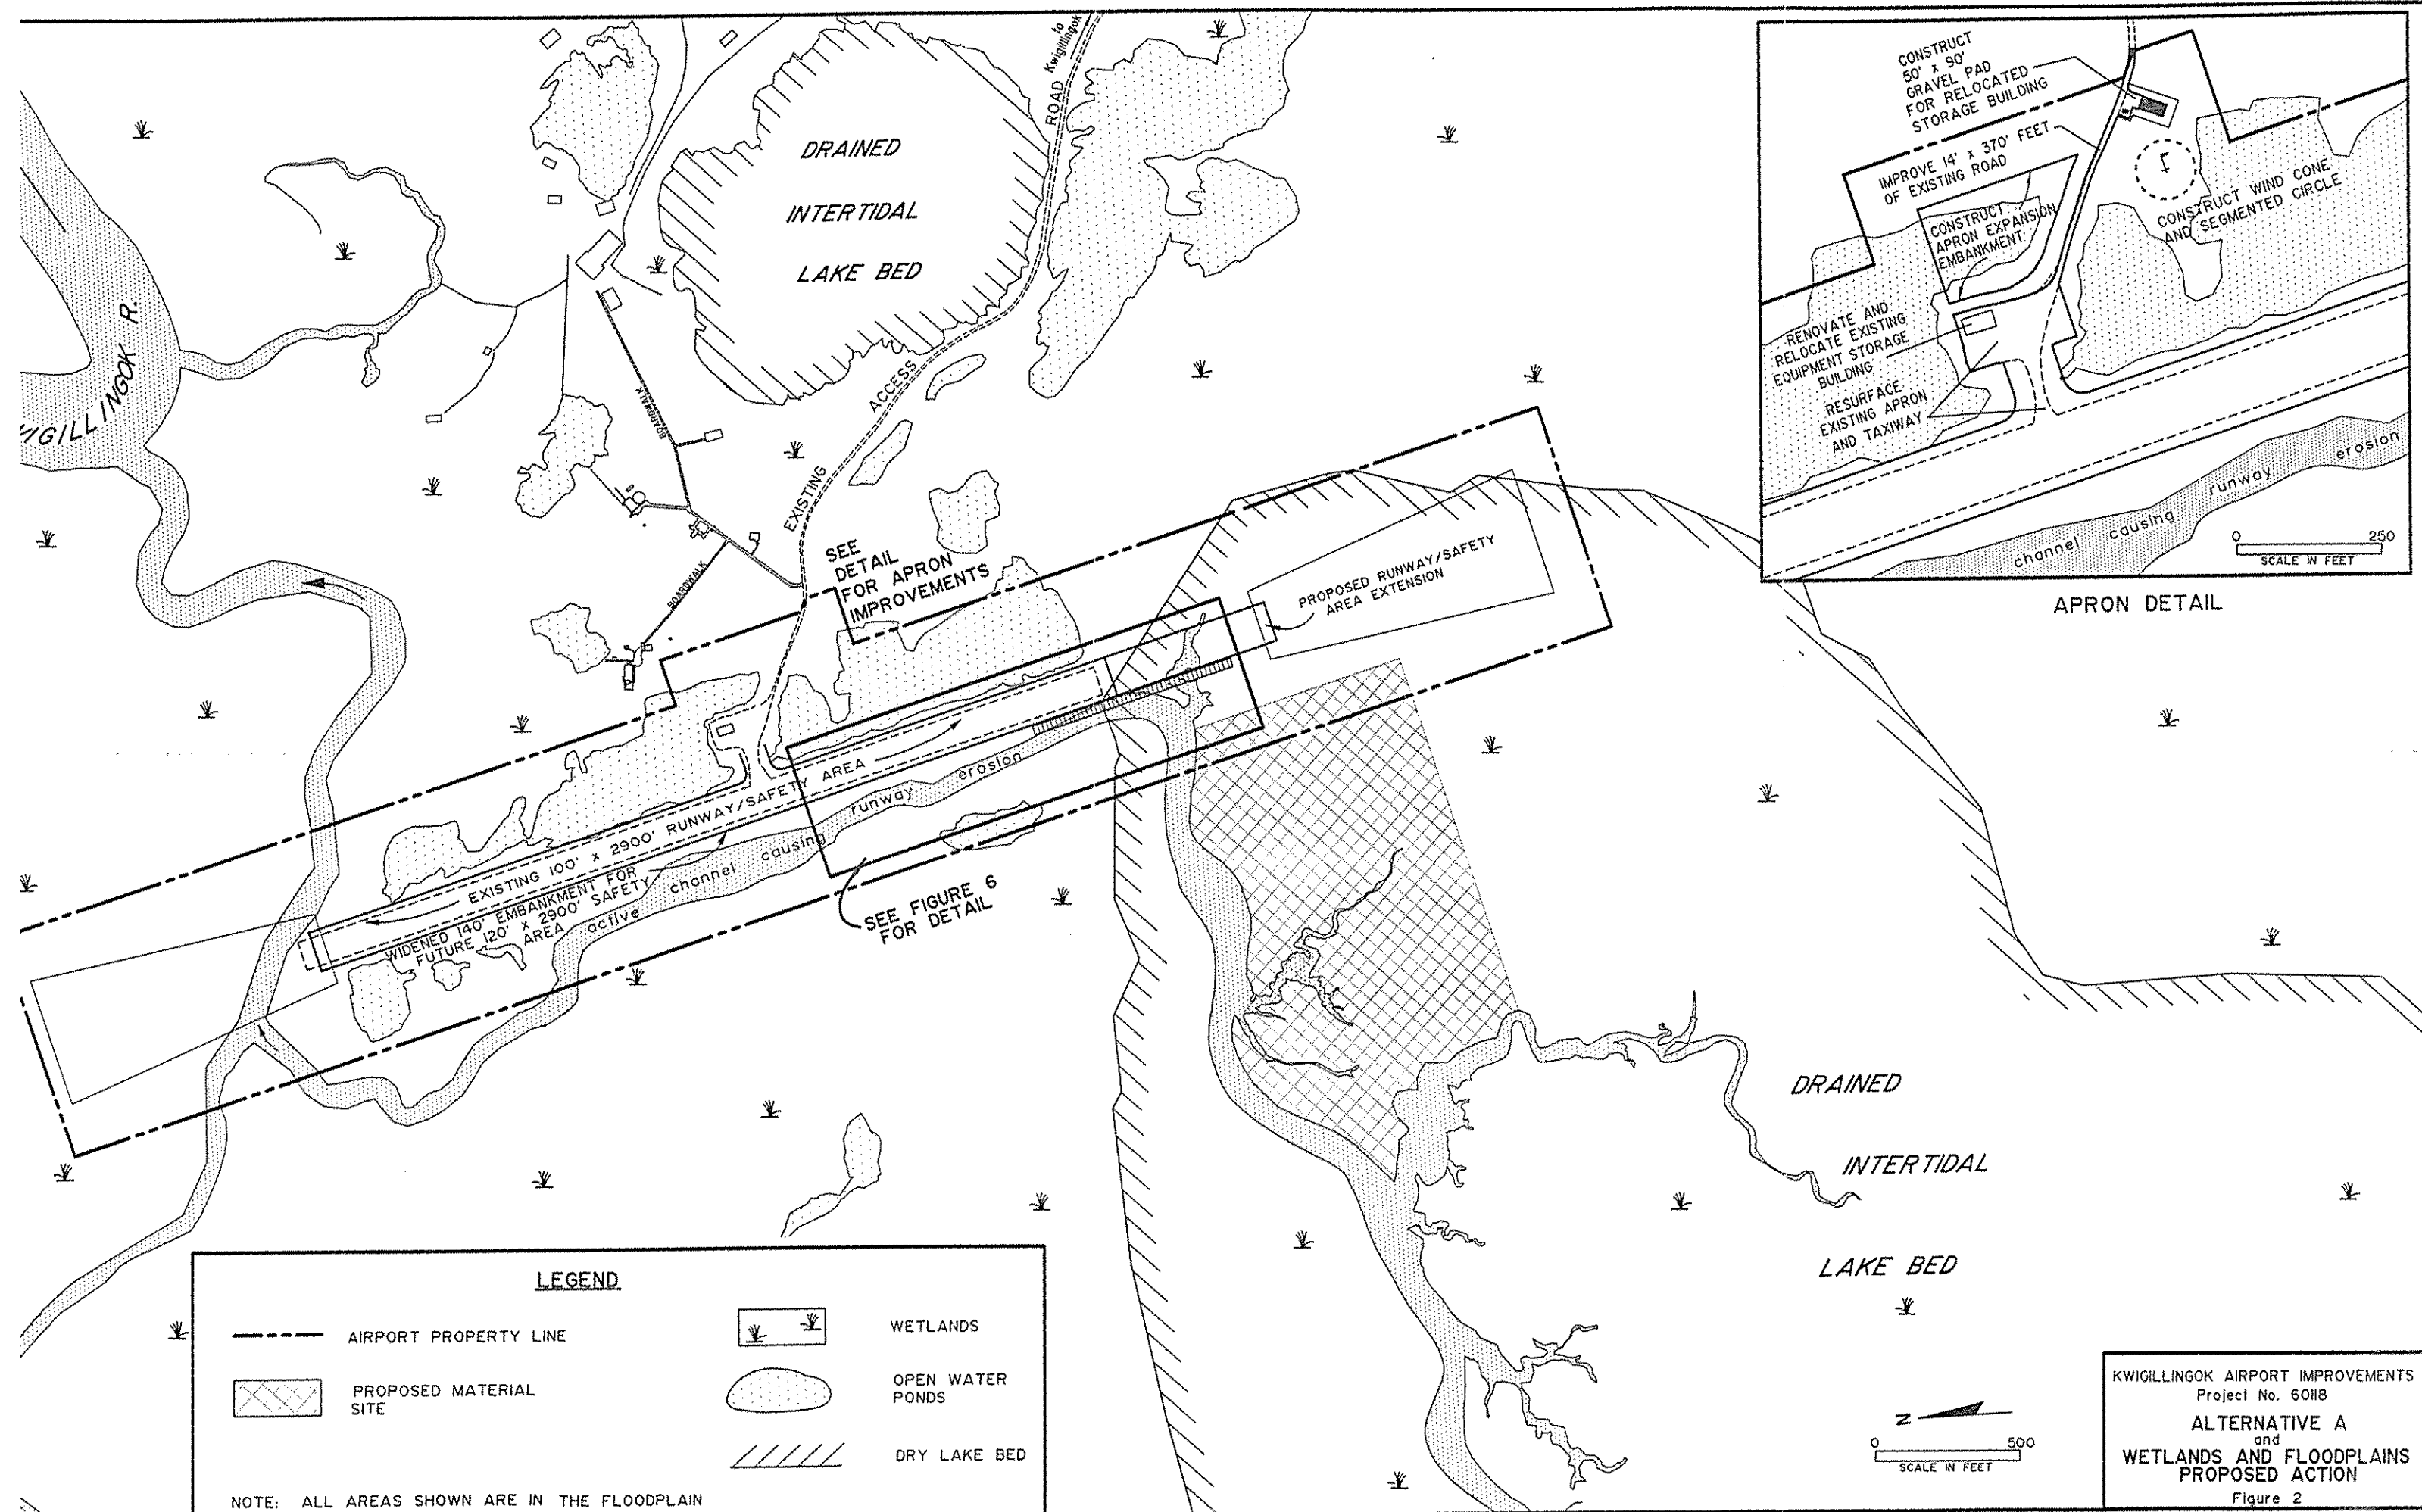 to
Kwigillingok
ROAD
DRAINED
INTERTIDAL
LAKE BED
IGILLINGOK R.
BOARDWALK
ACCESS
EXISTING
BOARDWALK
SEE
DETAIL
FOR APRON
IMPROVEMENTS
PROPOSED RUNWAY/SAFETY
AREA EXTENSION
EXISTING 100' x 2900' RUNWAY/SAFETY AREA
WIDENED 140' EMBANKMENT FOR
FUTURE 120' x 2900' SAFETY
AREA
active channel causing runway erosion
SEE FIGURE 6
FOR DETAIL
CONSTRUCT
50' x 90'
GRAVEL PAD
FOR RELOCATED
STORAGE BUILDING
IMPROVE 14' x 370' FEET
OF EXISTING ROAD
CONSTRUCT
APRON EXPANSION
EMBANKMENT
CONSTRUCT WIND CONE
AND SEGMENTED CIRCLE
RENOVATE AND
RELOCATE EXISTING
EQUIPMENT STORAGE
BUILDING
RESURFACE
EXISTING APRON
AND TAXIWAY
channel causing runway erosion
0 250
SCALE IN FEET
APRON DETAIL
DRAINED
INTERTIDAL
LAKE BED
LEGEND
AIRPORT PROPERTY LINE
WETLANDS
PROPOSED MATERIAL
SITE
OPEN WATER
PONDS
DRY LAKE BED
NOTE: ALL AREAS SHOWN ARE IN THE FLOODPLAIN
N
0 500
SCALE IN FEET
KWIGILLINGOK AIRPORT IMPROVEMENTS
Project No. 60118
ALTERNATIVE A
and
WETLANDS AND FLOODPLAINS
PROPOSED ACTION
Figure 2